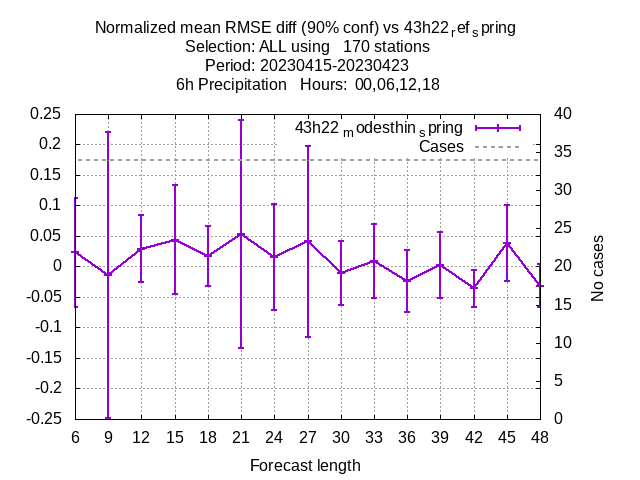 Normalized mean RMSE diff (90% conf) vs 43h22refspring
Selection: ALL using 170 stations
Period: 20230415-20230423
6h Precipitation Hours: 00,06,12,18
43h22modesthinspring
Cases
0.25
0.2
0.15
0.1
0.05
0
-0.05
-0.1
-0.15
-0.2
-0.25
40
35
30
25
20
15
10
5
0
No cases
6 9 12 15 18 21 24 27 30 33 36 39 42 45 48
Forecast length